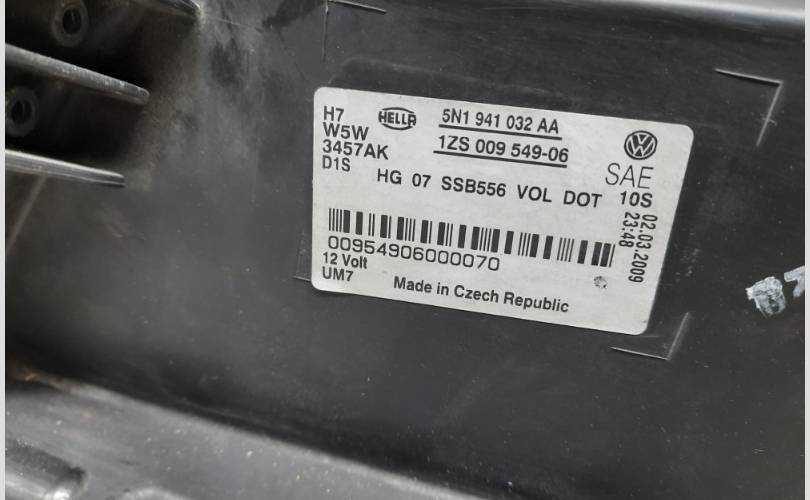 H7
W5W
3457AK
D1S
HELLA
5N1 941 032 AA
1ZS 009 549-06
HG 07 SSB556 VOL DOT
SAE
10S
02.03.2009
23:48
00954906000070
12 Volt
UM7
Made in Czech Republic